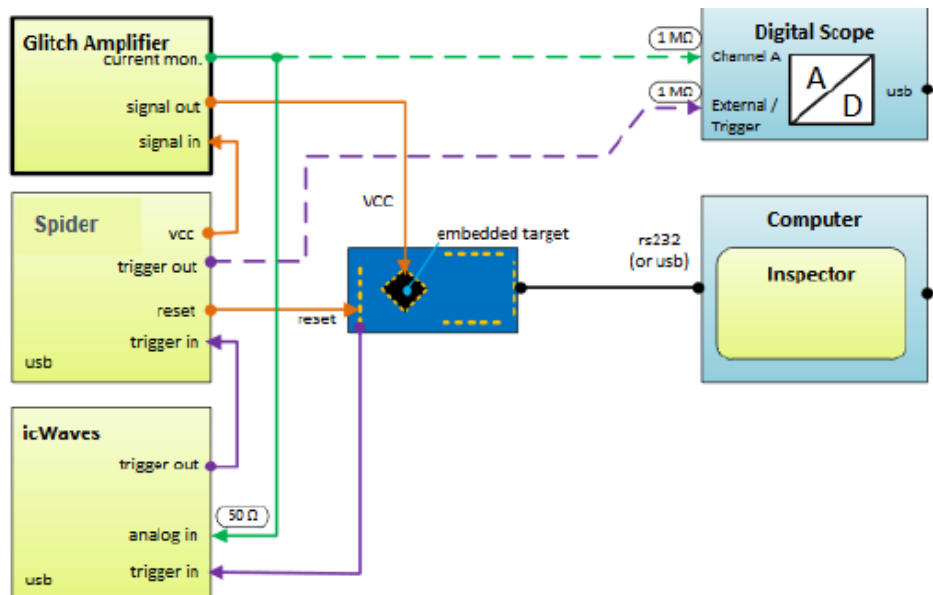 Glitch Amplifier
current mon.
signal out
signal in
Spider
vcc
trigger out
reset
trigger in
usb
icWaves
trigger out
50 Ω
analog in
trigger in
usb
VCC
embedded target
reset
1 MΩ
1 MΩ
Digital Scope
Channel A
External /
Trigger
A
D
usb
rs232
(or usb)
Computer
Inspector